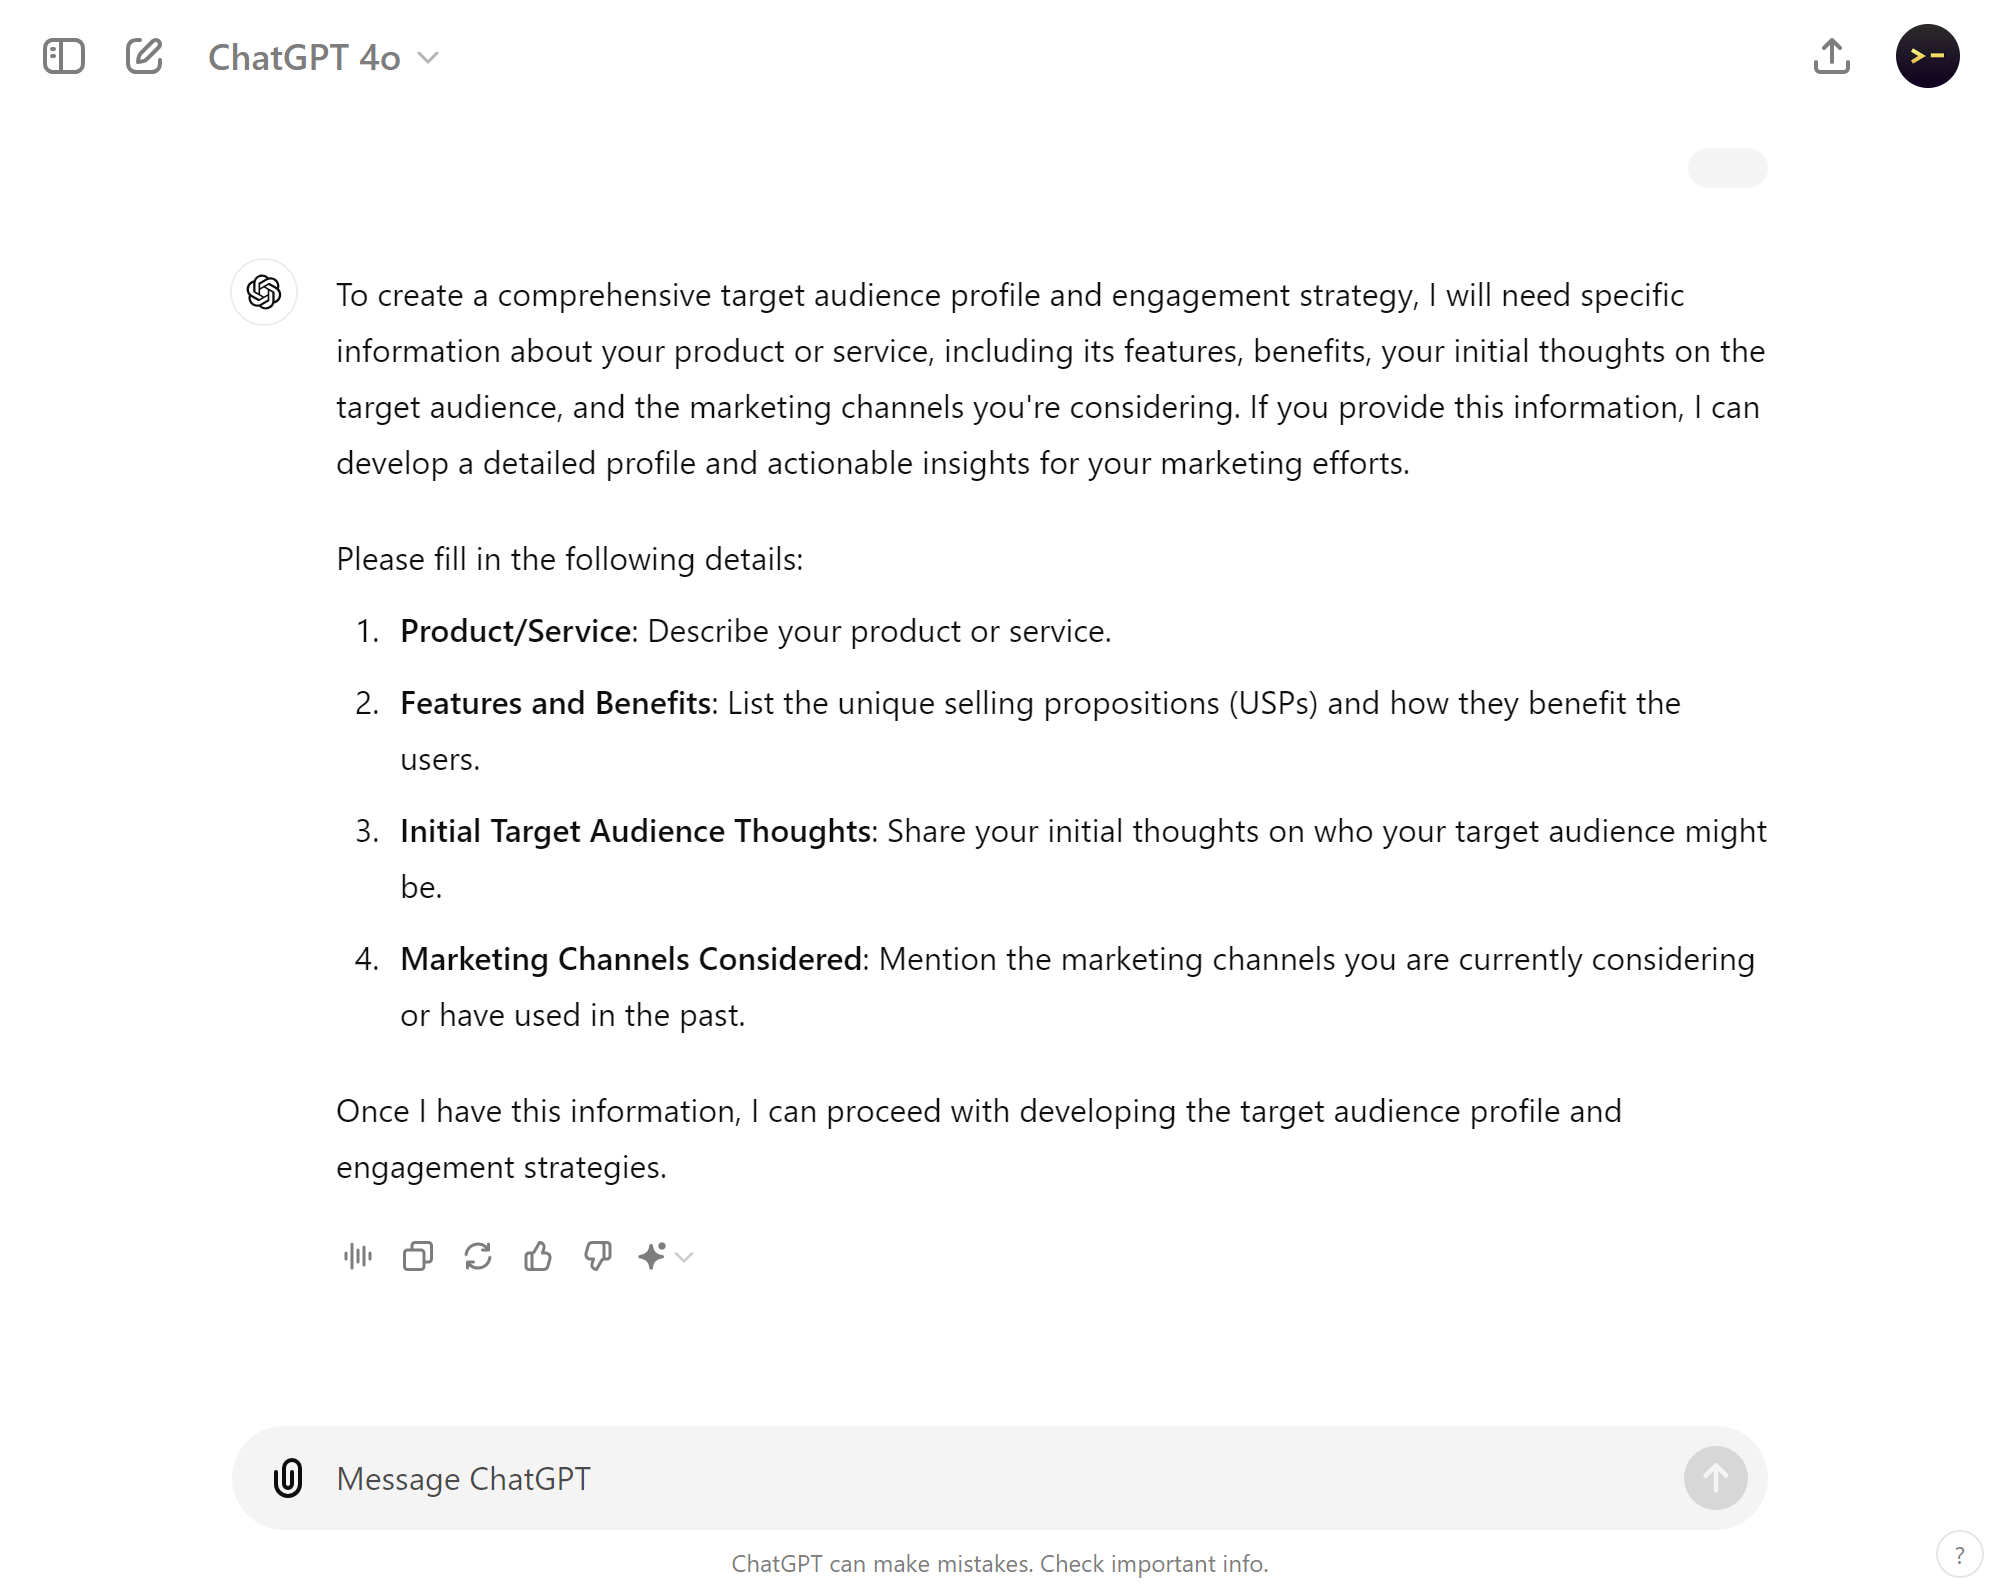 ChatGPT 4o
To create a comprehensive target audience profile and engagement strategy, I will need specific
information about your product or service, including its features, benefits, your initial thoughts on the
target audience, and the marketing channels you're considering. If you provide this information, I can
develop a detailed profile and actionable insights for your marketing efforts.
Please fill in the following details:
1. Product/Service: Describe your product or service.
2. Features and Benefits: List the unique selling propositions (USPs) and how they benefit the
users.
3. Initial Target Audience Thoughts: Share your initial thoughts on who your target audience might
be.
4. Marketing Channels Considered: Mention the marketing channels you are currently considering
or have used in the past.
Once I have this information, I can proceed with developing the target audience profile and
engagement strategies.
Message ChatGPT
ChatGPT can make mistakes. Check important info.
?